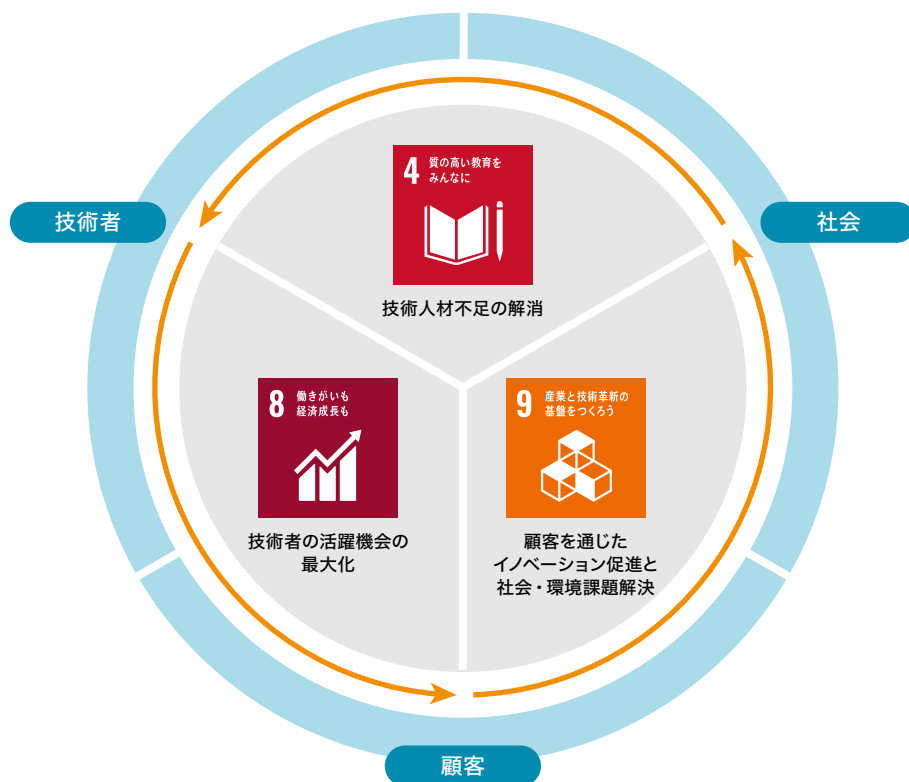 4 質の高い教育を
みんなに
技術者
社会
技術人材不足の解消
8 働きがいも
経済成長も
9 産業と技術革新の
基盤をつくろう
技術者の活躍機会の
最大化
顧客を通じた
イノベーション促進と
社会・環境課題解決
顧客